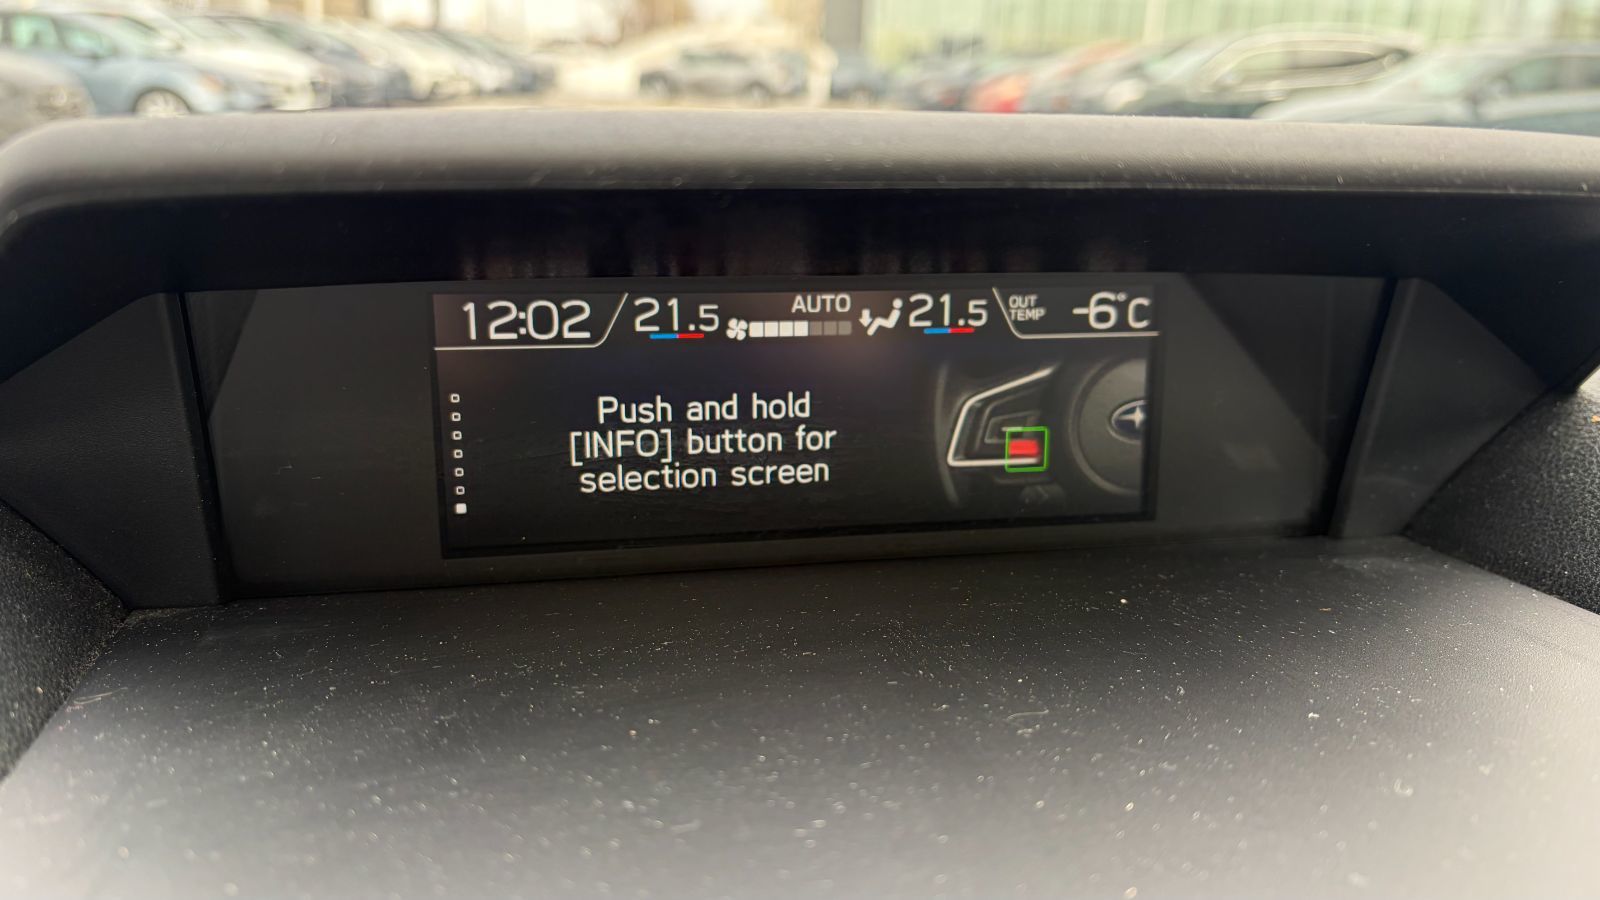 12:02
21.5
AUTO
21.5
OUT
TEMP
-6°C
Push and hold
[INFO] button for
selection screen